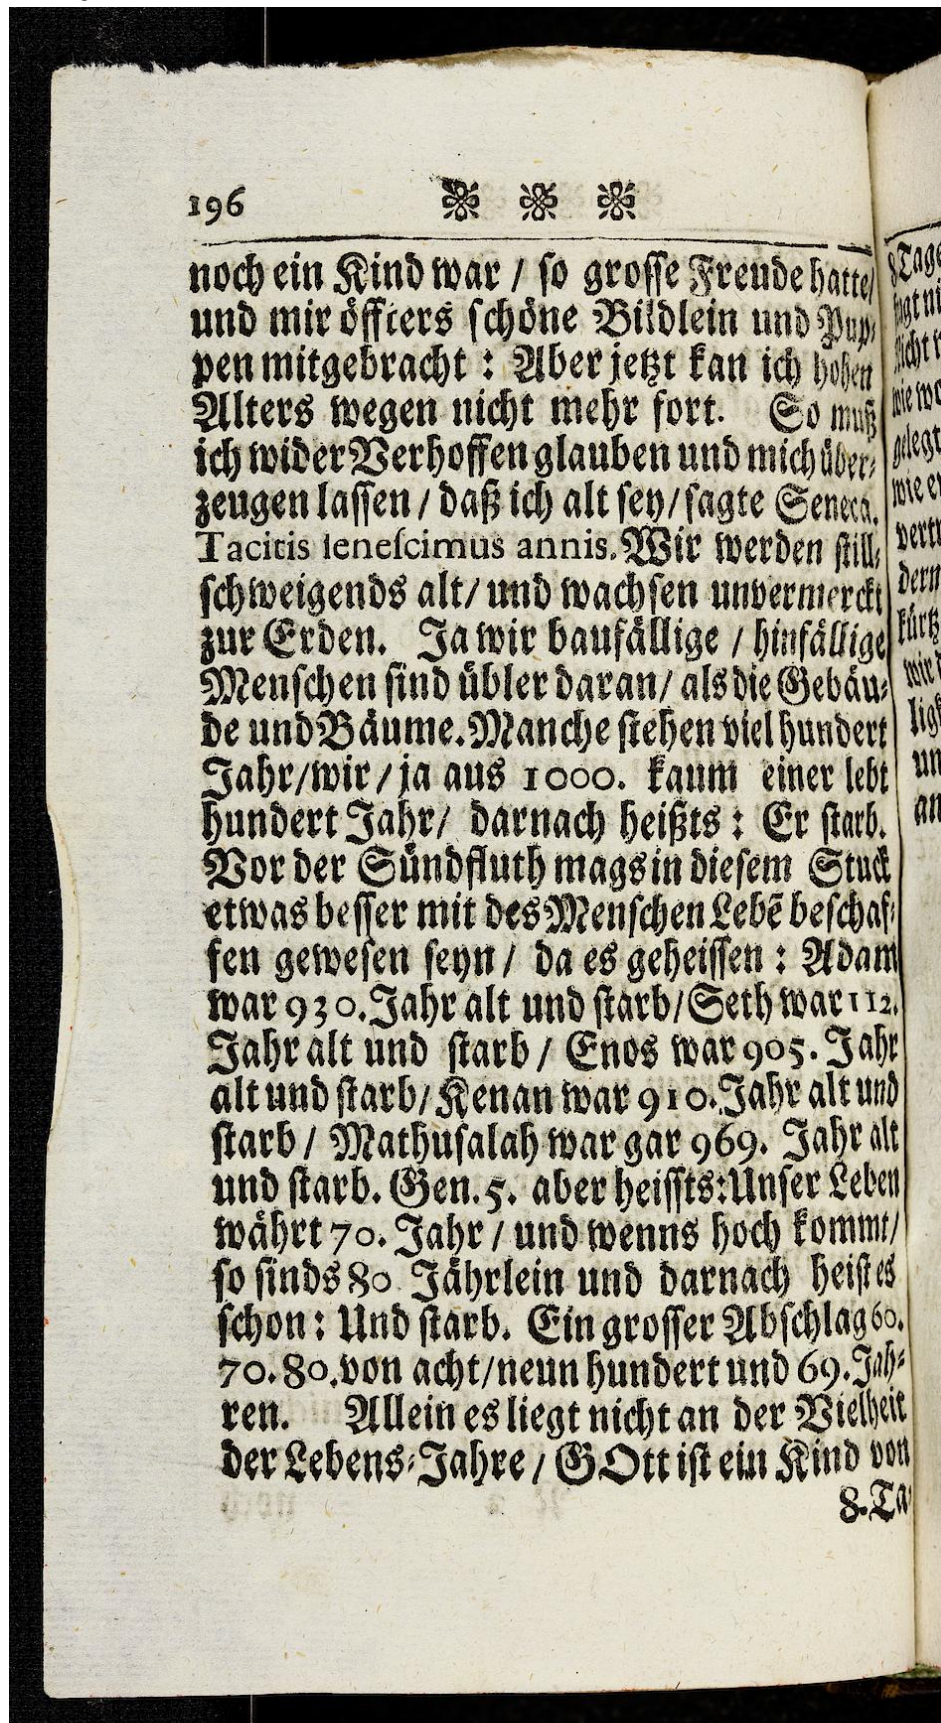 196
noch ein Kind war / so grosse Freude hatte/
und mir öffters schöne Bildlein und Pup-
pen mitgebracht : Aber jetzt kan ich hohen
Alters wegen nicht mehr fort. So muß
ich wider Verhoffen glauben und mich über-
zeugen lassen / daß ich alt sey/ sagte Seneca.
Tacitis senescimus annis. Wir werden still-
schweigends alt/ und wachsen unvermerckt
zur Erden. Ja wir baufällige / hinfällige
Menschen sind übler daran/ als die Gebäu-
de und Bäume. Manche stehen viel hundert
Jahr/wir / ja aus 1000. kaum einer lebt
hundert Jahr/ darnach heißts : Er starb.
Vor der Sündfluth mags in diesem Stuck
etwas besser mit des Menschen Lebē beschaf-
fen gewesen seyn / da es geheissen : Adam
war 930. Jahr alt und starb/ Seth war 112.
Jahr alt und starb / Enos war 905. Jahr
alt und starb/ Kenan war 910. Jahr alt und
starb / Mathusalah war gar 969. Jahr alt
und starb. Gen. 5. aber heissts: Unser Leben
währt 70. Jahr / und wenns hoch kommt/
so sinds 80 Jährlein und darnach heist es
schon : Und starb. Ein grosser Abschlag 60.
70. 80. von acht/neun hundert und 69. Jah-
ren. Allein es liegt nicht an der Vielheit
der Lebens-Jahre / GOtt ist ein Kind von
8. Ta-